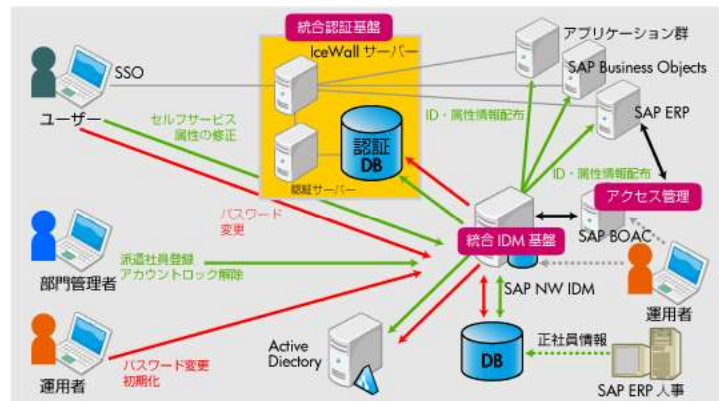 統合認証基盤
IceWall サーバー
アプリケーション群
SAP Business Objects
SSO
ユーザー
セルフサービス
属性の修正
認証
DB
認証サーバー
ID・属性情報配布
SAP ERP
ID・属性情報配布
アクセス管理
パスワード
変更
統合 IDM 基盤
SAP BOAC
部門管理者
派遣社員登録
アカウントロック解除
SAP NW IDM
運用者
運用者
パスワード変更
初期化
Active
Diectory
DB
正社員情報
SAP ERP 人事